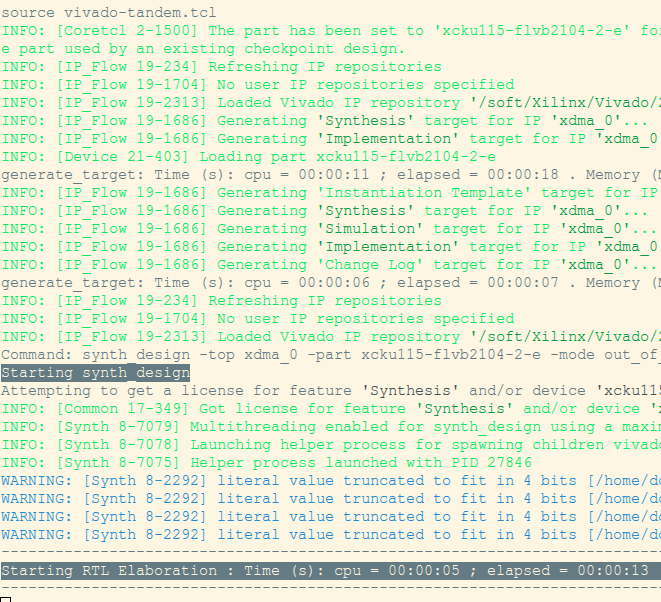 source vivado-tandem.tcl
INFO: [Coretcl 2-1500] The part has been set to 'xcku115-flvb2104-2-e' for
e part used by an existing checkpoint design.
INFO: [IP_Flow 19-234] Refreshing IP repositories
INFO: [IP_Flow 19-1704] No user IP repositories specified
INFO: [IP_Flow 19-2313] Loaded Vivado IP repository '/soft/Xilinx/Vivado/2
INFO: [IP_Flow 19-1686] Generating 'Synthesis' target for IP 'xdma_0'...
INFO: [IP_Flow 19-1686] Generating 'Implementation' target for IP 'xdma_0
INFO: [Device 21-403] Loading part xcku115-flvb2104-2-e
generate_target: Time (s): cpu = 00:00:11 ; elapsed = 00:00:18 . Memory (M
INFO: [IP_Flow 19-1686] Generating 'Instantiation Template' target for IP
INFO: [IP_Flow 19-1686] Generating 'Synthesis' target for IP 'xdma_0'...
INFO: [IP_Flow 19-1686] Generating 'Simulation' target for IP 'xdma_0'...
INFO: [IP_Flow 19-1686] Generating 'Implementation' target for IP 'xdma_0
INFO: [IP_Flow 19-1686] Generating 'Change Log' target for IP 'xdma_0'...
generate_target: Time (s): cpu = 00:00:06 ; elapsed = 00:00:07 . Memory (M
INFO: [IP_Flow 19-234] Refreshing IP repositories
INFO: [IP_Flow 19-1704] No user IP repositories specified
INFO: [IP_Flow 19-2313] Loaded Vivado IP repository '/soft/Xilinx/Vivado/2
Command: synth_design -top xdma_0 -part xcku115-flvb2104-2-e -mode out_of_
Starting synth_design
Attempting to get a license for feature 'Synthesis' and/or device 'xcku115
INFO: [Common 17-349] Got license for feature 'Synthesis' and/or device 'x
INFO: [Synth 8-7079] Multithreading enabled for synth_design using a maxim
INFO: [Synth 8-7078] Launching helper process for spawning children vivado
INFO: [Synth 8-7075] Helper process launched with PID 27846
WARNING: [Synth 8-2292] literal value truncated to fit in 4 bits [/home/do
WARNING: [Synth 8-2292] literal value truncated to fit in 4 bits [/home/do
WARNING: [Synth 8-2292] literal value truncated to fit in 4 bits [/home/do
WARNING: [Synth 8-2292] literal value truncated to fit in 4 bits [/home/do
--------------------------------------------------------------------------
Starting RTL Elaboration : Time (s): cpu = 00:00:05 ; elapsed = 00:00:13
--------------------------------------------------------------------------